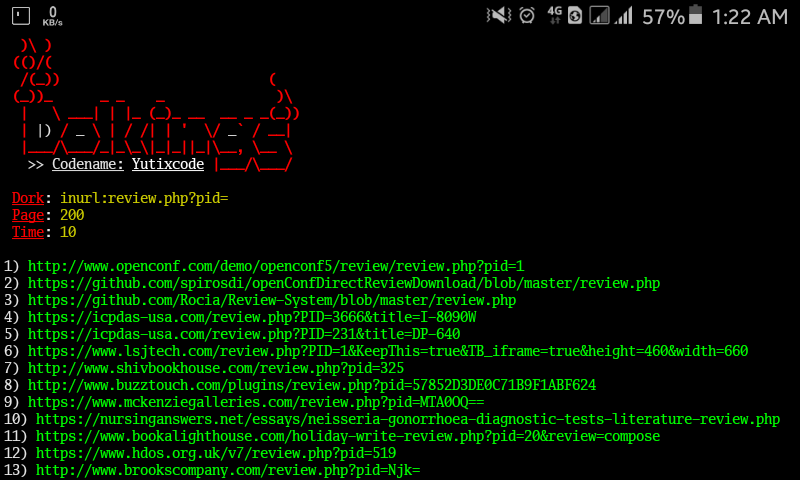 0
KB/s
4G
57%
1:22 AM
>> Codename: Yutixcode
Dork: inurl:review.php?pid=
Page: 200
Time: 10
1) http://www.openconf.com/demo/openconf5/review/review.php?pid=1
2) https://github.com/spirosdi/openConfDirectReviewDownload/blob/master/review.php
3) https://github.com/Rocia/Review-System/blob/master/review.php
4) https://icpdas-usa.com/review.php?PID=3666&title=I-8090W
5) https://icpdas-usa.com/review.php?PID=231&title=DP-640
6) https://www.lsjtech.com/review.php?PID=1&KeepThis=true&TB_iframe=true&height=460&width=660
7) http://www.shivbookhouse.com/review.php?pid=325
8) http://www.buzztouch.com/plugins/review.php?pid=57852D3DE0C71B9F1ABF624
9) https://www.mckenziegalleries.com/review.php?pid=MTA0OQ==
10) https://nursinganswers.net/essays/neisseria-gonorrhoea-diagnostic-tests-literature-review.php
11) https://www.bookalighthouse.com/holiday-write-review.php?pid=20&review=compose
12) https://www.hdos.org.uk/v7/review.php?pid=519
13) http://www.brookscompany.com/review.php?pid=Njk=